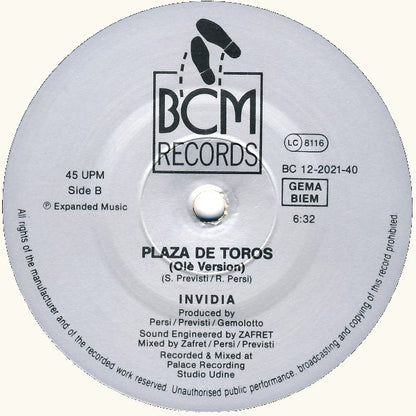 BCM
RECORDS
LC 8116
45 UPM
Side B
℗ Expanded Music
BC 12-2021-40
GEMA
BIEM
6:32
PLAZA DE TOROS
(Olè Version)
(S. Previsti/R. Persi)
INVIDIA
Produced by
Persi/Previsti/Gemolotto
Sound Engineered by ZAFRET
Mixed by Zafret/Persi/Previsti
Recorded & Mixed at
Palace Recording
Studio Udine
All rights of the manufacturer and of the owner of the recorded work reserved. Unauthorised public performance, broadcasting and copying of this record prohibited.